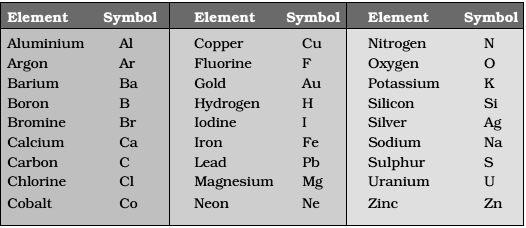 Element Symbol Element Symbol Element Symbol
Aluminium Al Copper Cu Nitrogen N
Argon Ar Fluorine F Oxygen O
Barium Ba Gold Au Potassium K
Boron B Hydrogen H Silicon Si
Bromine Br Iodine I Silver Ag
Calcium Ca Iron Fe Sodium Na
Carbon C Lead Pb Sulphur S
Chlorine Cl Magnesium Mg Uranium U
Cobalt Co Neon Ne Zinc Zn